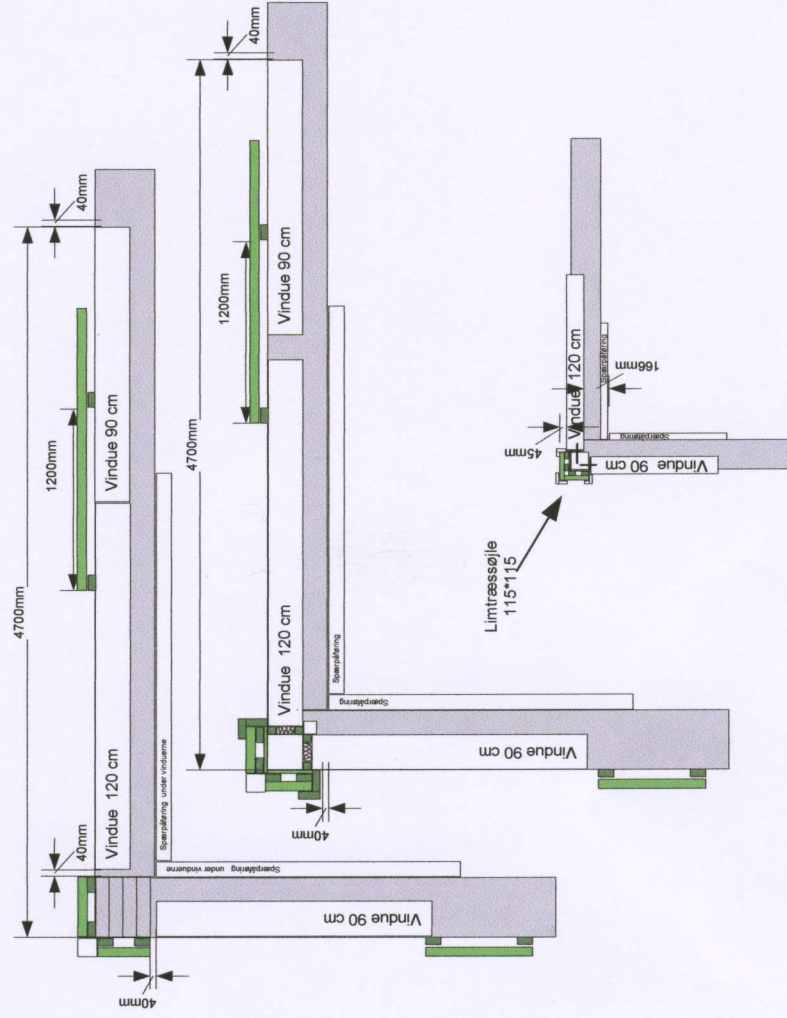 4700mm
1200mm
40mm
Vindue 120 cm
Vindue 90 cm
40mm
Spærpåføring under vinduerne
Spærpåføring under vinduerne
Vindue 90 cm
40mm
4700mm
1200mm
40mm
Vindue 120 cm
Vindue 90 cm
Spærpåføring
Spærpåføring
Vindue 90 cm
40mm
Limtræssøjle
115*115
45mm
Vindue 120 cm
Spærpåføring
166mm
Spærpåføring
Vindue 90 cm